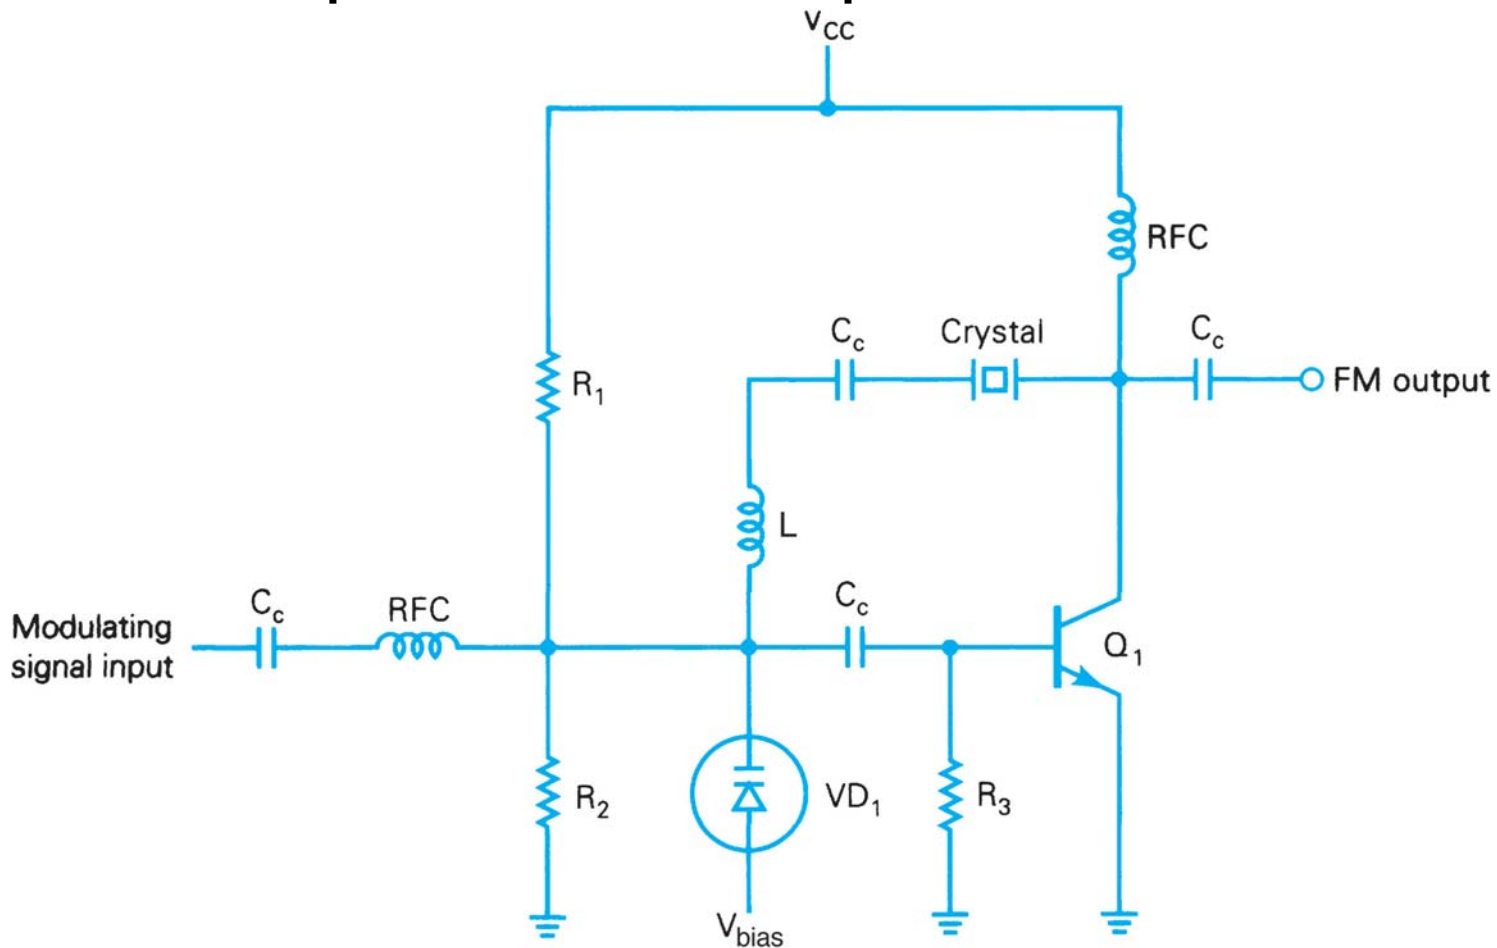 VCC
RFC
Cc
Crystal
Cc
FM output
R1
L
Cc
RFC
Cc
Modulating
signal input
Q1
R2
VD1
R3
Vbias